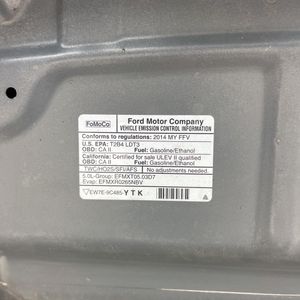 FoMoCo
Ford Motor Company
VEHICLE EMISSION CONTROL INFORMATION
Conforms to regulations: 2014 MY FFV
U.S. EPA: T2B4 LDT3
OBD: CA II Fuel: Gasoline/Ethanol
California: Certified for sale ULEV II qualified
OBD: CA II Fuel: Gasoline/Ethanol
TWC/HO2S/SFI/AFS No adjustments needed.
5.0L-Group: EFMXT05.03D7
Evap: EFMXR0265NBV
EW7E-9C485-YTK